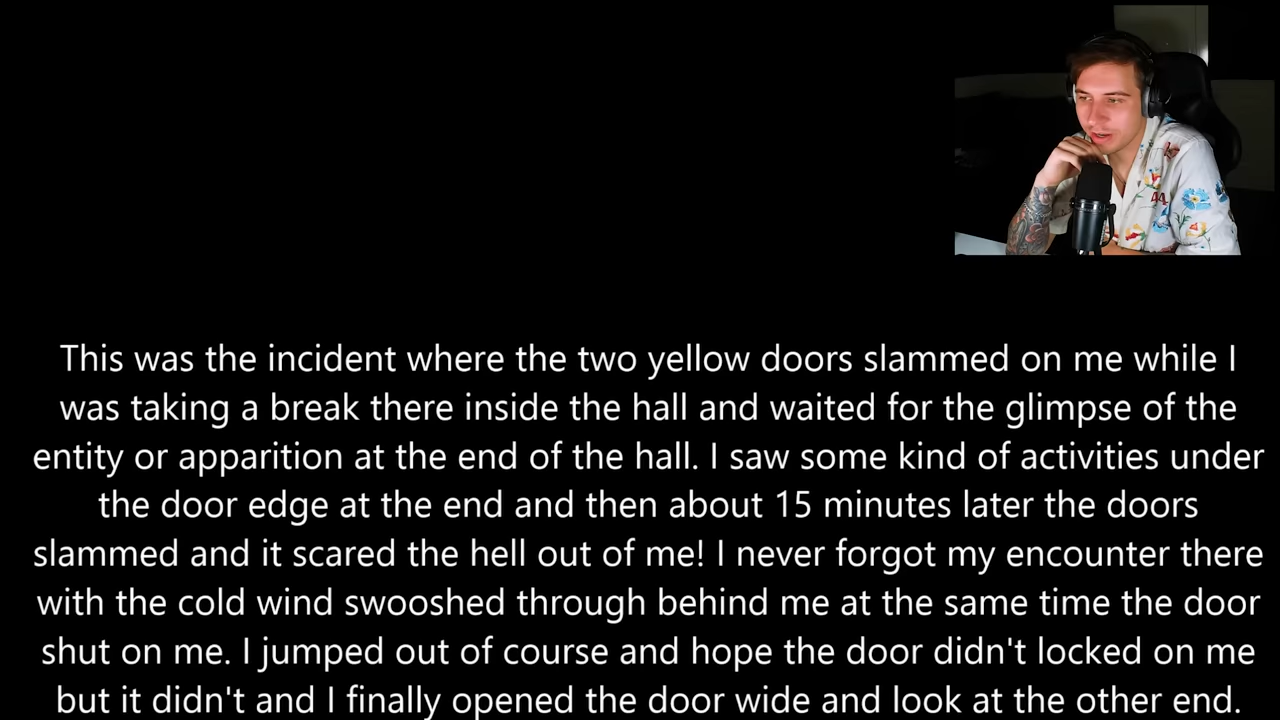 This was the incident where the two yellow doors slammed on me while I
was taking a break there inside the hall and waited for the glimpse of the
entity or apparition at the end of the hall. I saw some kind of activities under
the door edge at the end and then about 15 minutes later the doors
slammed and it scared the hell out of me! I never forgot my encounter there
with the cold wind swooshed through behind me at the same time the door
shut on me. I jumped out of course and hope the door didn't locked on me
but it didn't and I finally opened the door wide and look at the other end.